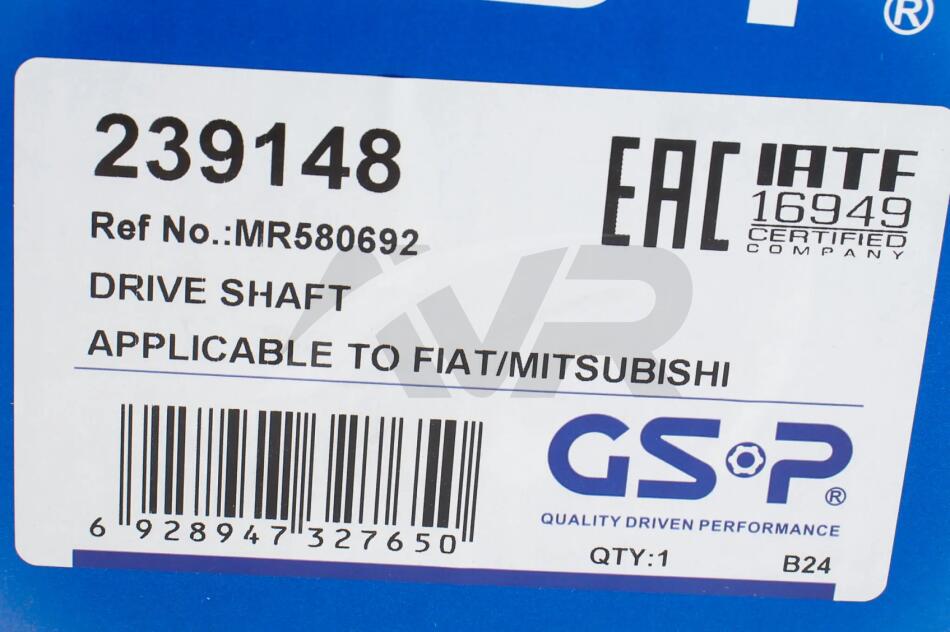 239148
Ref No.:MR580692
DRIVE SHAFT
APPLICABLE TO FIAT/MITSUBISHI
EAC
IATF
16949
CERTIFIED
COMPANY
6 928947 327650
GS•P®
QUALITY DRIVEN PERFORMANCE
QTY:1
B24
®